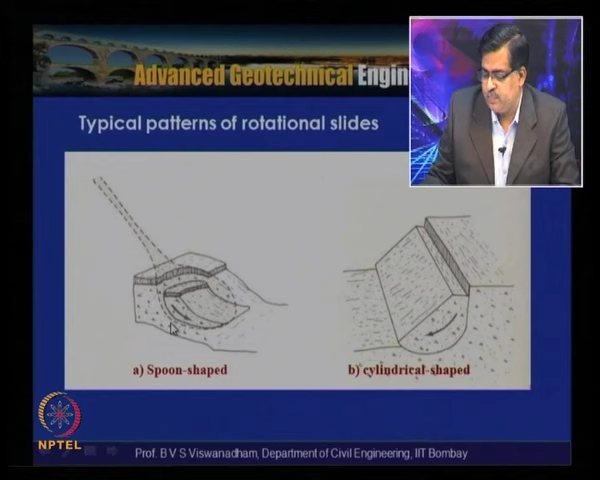 Advanced Geotechnical Engin
Typical patterns of rotational slides
a) Spoon-shaped
b) cylindrical-shaped
NPTEL
Prof. B V S Viswanadham, Department of Civil Engineering, IIT Bombay